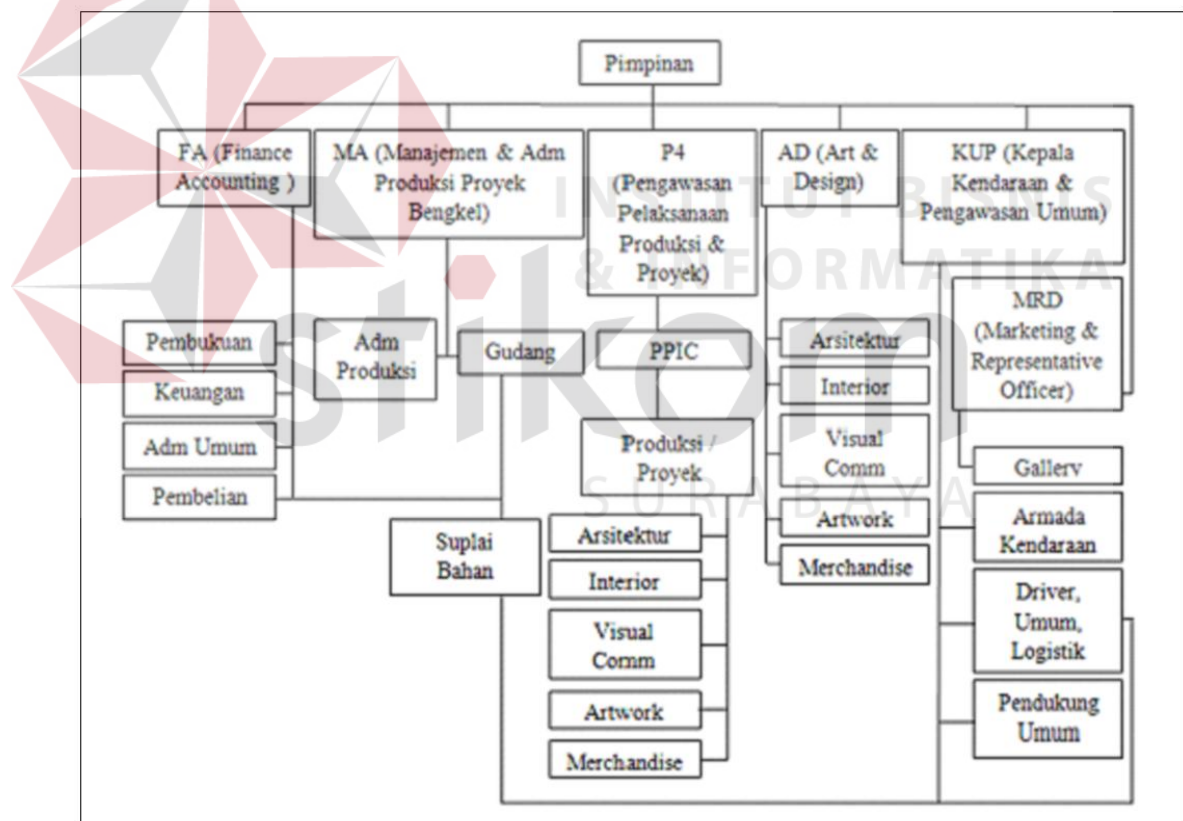 Pimpinan
FA (Finance
Accounting )
MA (Manajemen & Adm
Produksi Proyek
Bengkel)
P4
(Pengawasan
Pelaksanaan
Produksi &
Proyek)
AD (Art &
Design)
KUP (Kepala
Kendaraan &
Pengawasan Umum)
MRD
(Marketing &
Representative
Officer)
Pembukuan
Keuangan
Adm Umum
Pembelian
Adm
Produksi
Gudang
Suplai
Bahan
PPIC
Produksi /
Proyek
Arsitektur
Interior
Visual
Comm
Artwork
Merchandise
Arsitektur
Interior
Visual
Comm
Artwork
Merchandise
Gallery
Armada
Kendaraan
Driver,
Umum,
Logistik
Pendukung
Umum
INSTITUT BISNIS
& INFORMATIKA
stikom
SURABAYA